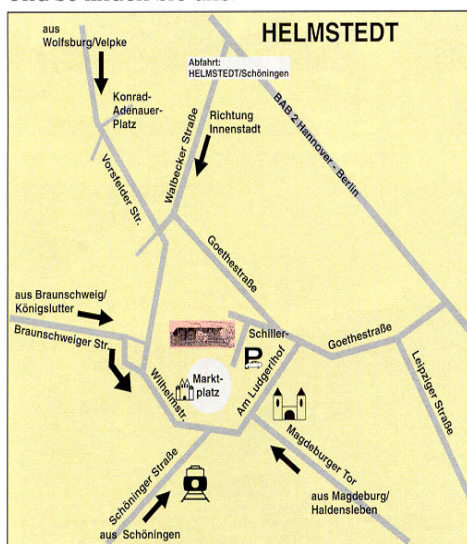 HELMSTEDT
aus
Wolfsburg/Velpke
Abfahrt:
HELMSTEDT/Schöningen
Konrad-
Adenauer-
Platz
Richtung
Innenstadt
BAB 2 Hannover - Berlin
Walbecker Straße
Vorsfelder Str.
Goethestraße
aus Braunschweig/
Königslutter
Braunschweiger Str.
Schiller-
Goethestraße
P
Markt-
platz
Am Ludgerihof
Wilhelmstr.
Leipziger Straße
Magdeburger Tor
Schöninger Straße
aus Magdeburg/
Haldensleben
aus Schöningen